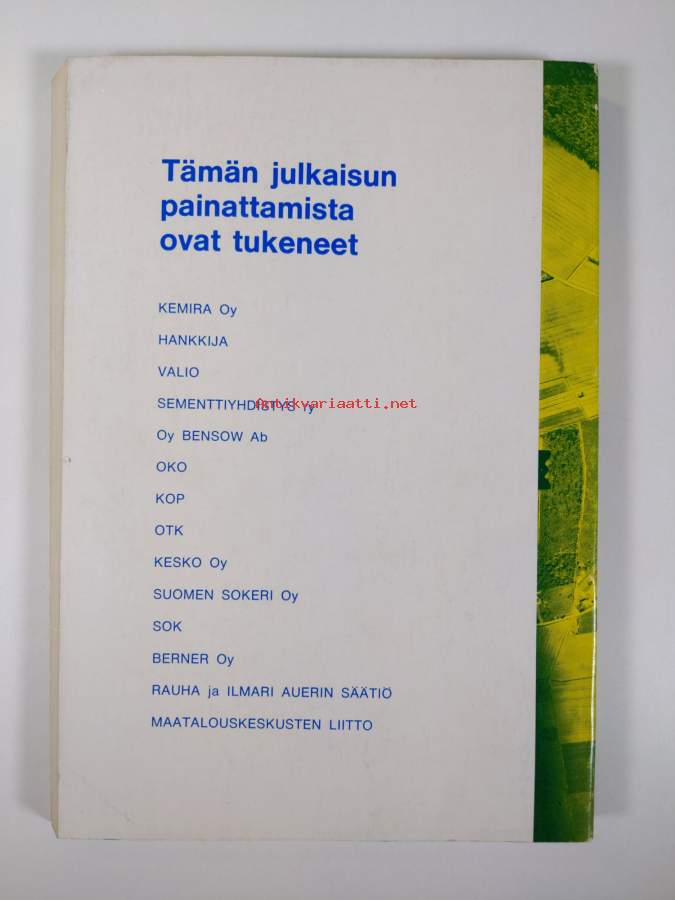 Tämän julkaisun
painattamista
ovat tukeneet
KEMIRA Oy
HANKKIJA
VALIO
SEMENTTIYHDISTYS ry
antikvariaatti.net
Oy BENSOW Ab
OKO
KOP
OTK
KESKO Oy
SUOMEN SOKERI Oy
SOK
BERNER Oy
RAUHA ja ILMARI AUERIN SÄÄTIÖ
MAATALOUSKESKUSTEN LIITTO